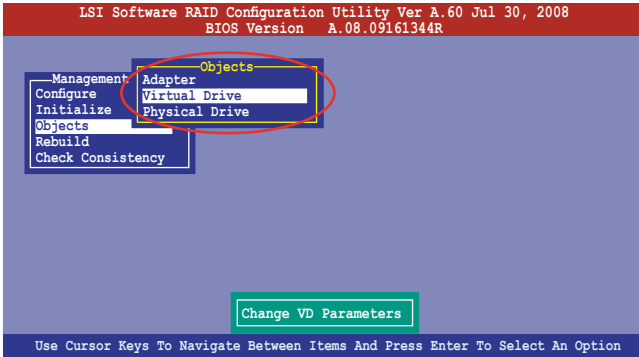 LSI Software RAID Configuration Utility Ver A.60 Jul 30, 2008
BIOS Version A.08.09161344R
Management
Configure
Initialize
Objects
Rebuild
Check Consistency
Objects
Adapter
Virtual Drive
Physical Drive
Change VD Parameters
Use Cursor Keys To Navigate Between Items And Press Enter To Select An Option